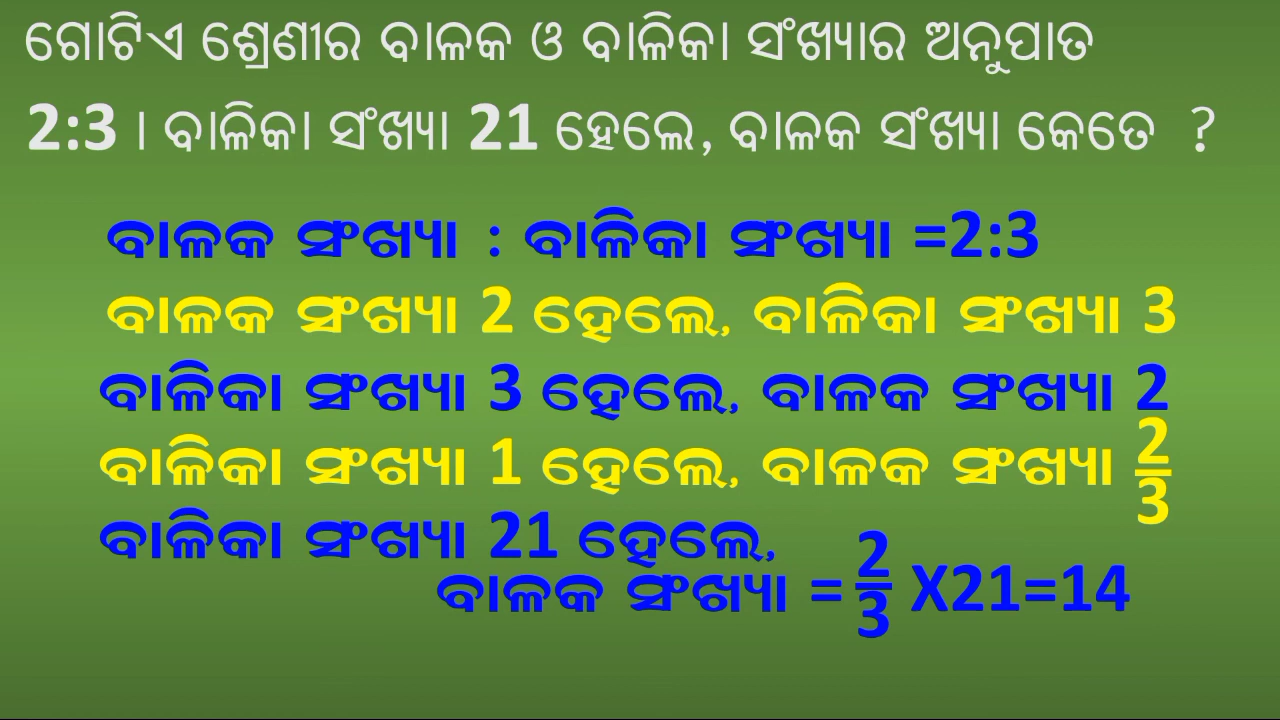 ଗୋଟିଏ ଶ୍ରେଣୀର ବାଳକ ଓ ବାଳିକା ସଂଖ୍ୟାର ଅନୁପାତ
2:3 । ବାଳିକା ସଂଖ୍ୟା 21 ହେଲେ, ବାଳକ ସଂଖ୍ୟା କେତେ ?
ବାଳକ ସଂଖ୍ୟା : ବାଳିକା ସଂଖ୍ୟା =2:3
ବାଳକ ସଂଖ୍ୟା 2 ହେଲେ, ବାଳିକା ସଂଖ୍ୟା 3
ବାଳିକା ସଂଖ୍ୟା 3 ହେଲେ, ବାଳକ ସଂଖ୍ୟା 2
ବାଳିକା ସଂଖ୍ୟା 1 ହେଲେ, ବାଳକ ସଂଖ୍ୟା 2/3
ବାଳିକା ସଂଖ୍ୟା 21 ହେଲେ,
ବାଳକ ସଂଖ୍ୟା = 2/3 X21=14